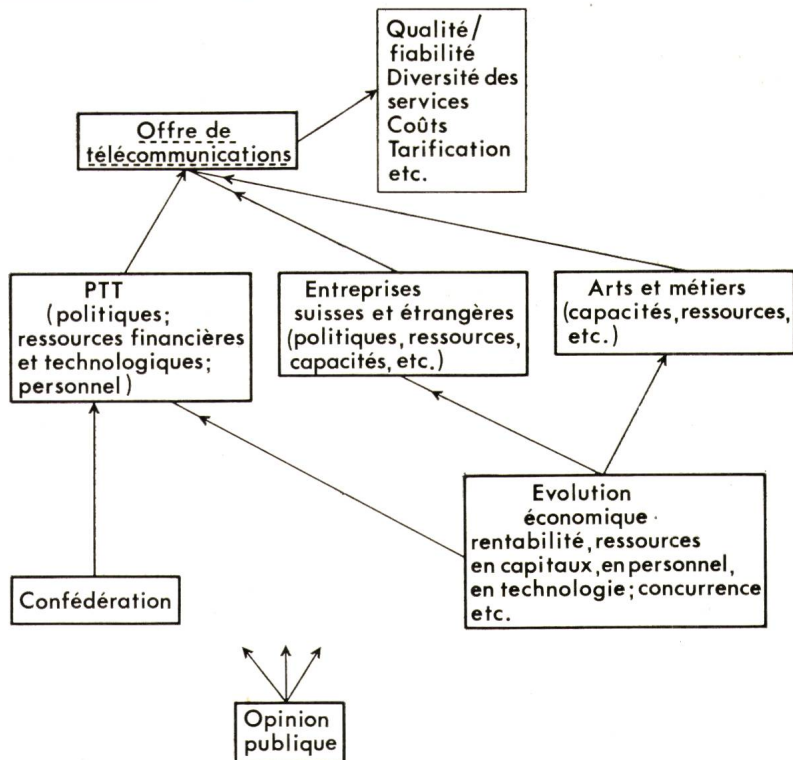 Qualité/
fiabilité
Diversité des
services
Coûts
Tarification
etc.
Offre de
télécommunications
PTT
(politiques;
ressources financières
et technologiques;
personnel)
Entreprises
suisses et étrangères
(politiques, ressources,
capacités, etc.)
Arts et métiers
(capacités, ressources,
etc.)
Evolution
économique
rentabilité, ressources
en capitaux, en personnel,
en technologie; concurrence
etc.
Confédération
Opinion
publique